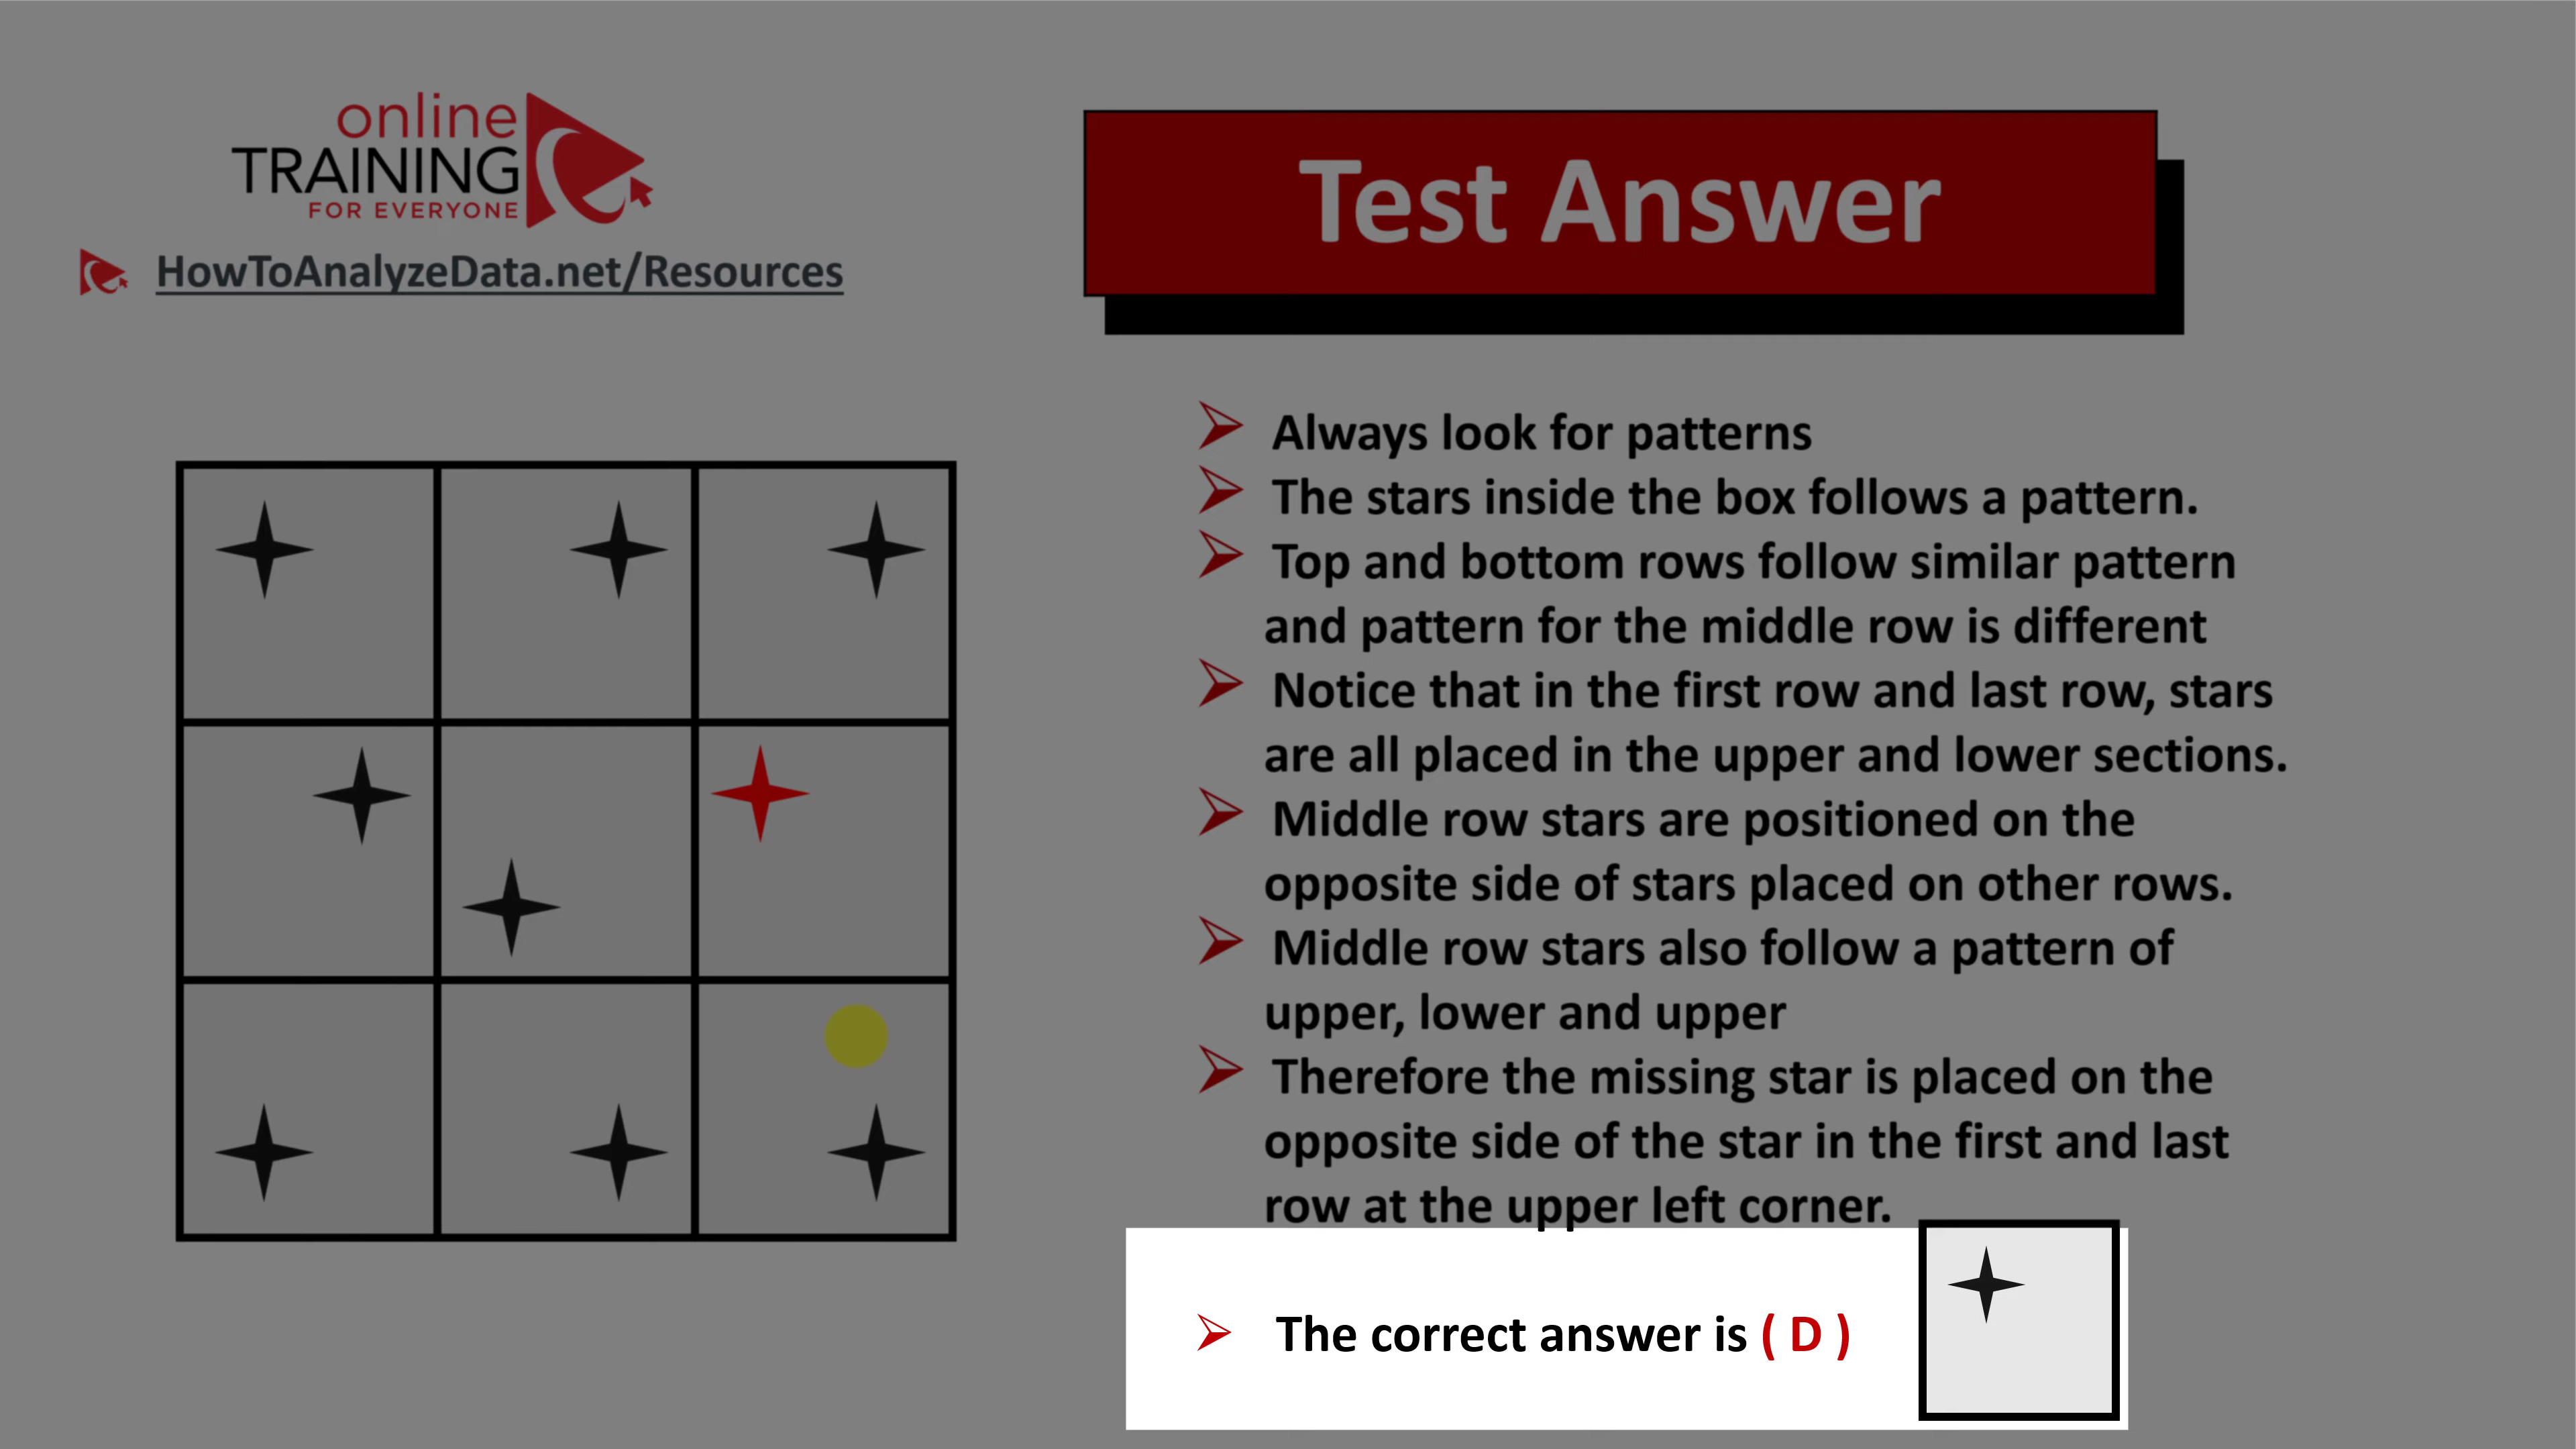 online
TRAINING
FOR EVERYONE
HowToAnalyzeData.net/Resources
Test Answer
Always look for patterns
The stars inside the box follows a pattern.
Top and bottom rows follow similar pattern
and pattern for the middle row is different
Notice that in the first row and last row, stars
are all placed in the upper and lower sections.
Middle row stars are positioned on the
opposite side of stars placed on other rows.
Middle row stars also follow a pattern of
upper, lower and upper
Therefore the missing star is placed on the
opposite side of the star in the first and last
row at the upper left corner.
The correct answer is ( D )